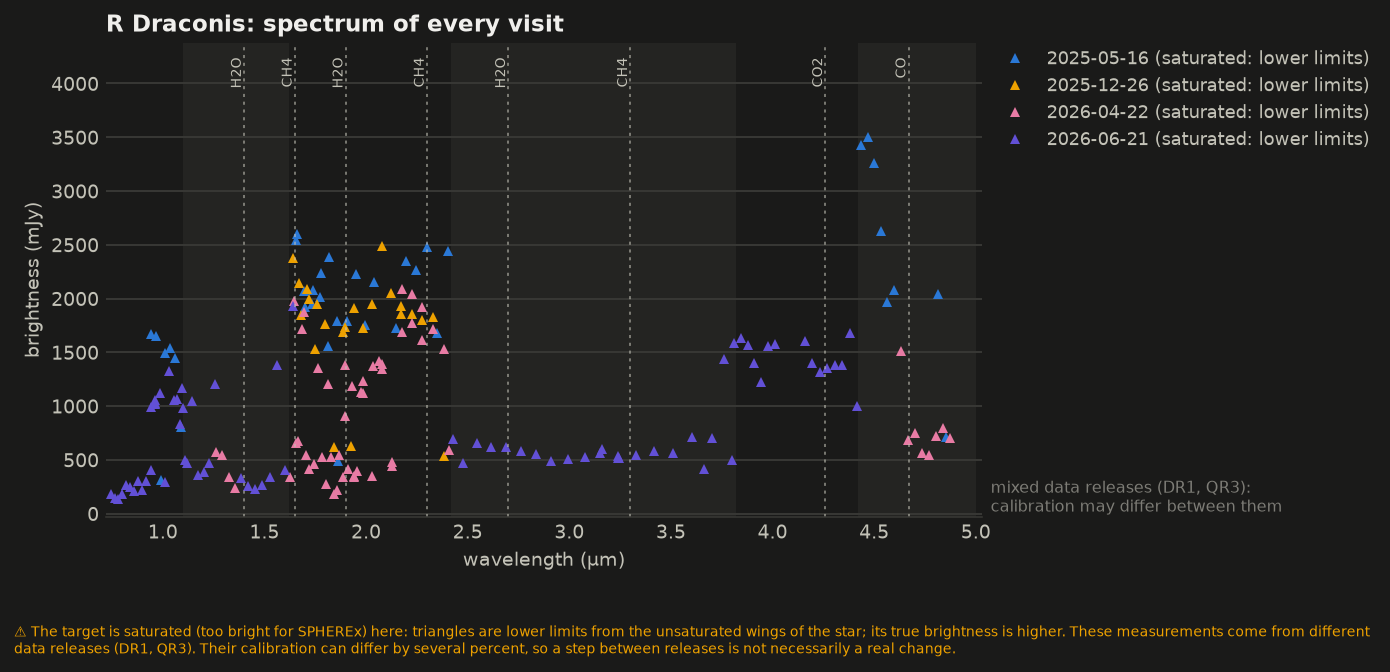 R Draconis: spectrum of every visit
H2O CH4 H2O CH4 H2O CH4 CO2 CO
brightness (mJy)
4000
3500
3000
2500
2000
1500
1000
500
0
1.0 1.5 2.0 2.5 3.0 3.5 4.0 4.5 5.0
wavelength (μm)
2025-05-16 (saturated: lower limits)
2025-12-26 (saturated: lower limits)
2026-04-22 (saturated: lower limits)
2026-06-21 (saturated: lower limits)
mixed data releases (DR1, QR3):
calibration may differ between them
⚠ The target is saturated (too bright for SPHEREx) here: triangles are lower limits from the unsaturated wings of the star; its true brightness is higher. These measurements come from different
data releases (DR1, QR3). Their calibration can differ by several percent, so a step between releases is not necessarily a real change.